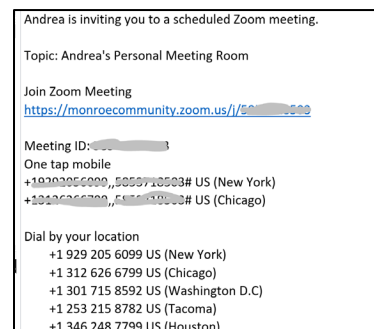 Andrea is inviting you to a scheduled Zoom meeting.
Topic: Andrea's Personal Meeting Room
Join Zoom Meeting
https://monroecommunity.zoom.us/j/
Meeting ID:
One tap mobile
# US (New York)
# US (Chicago)
Dial by your location
+1 929 205 6099 US (New York)
+1 312 626 6799 US (Chicago)
+1 301 715 8592 US (Washington D.C)
+1 253 215 8782 US (Tacoma)
+1 346 248 7799 US (Houston)